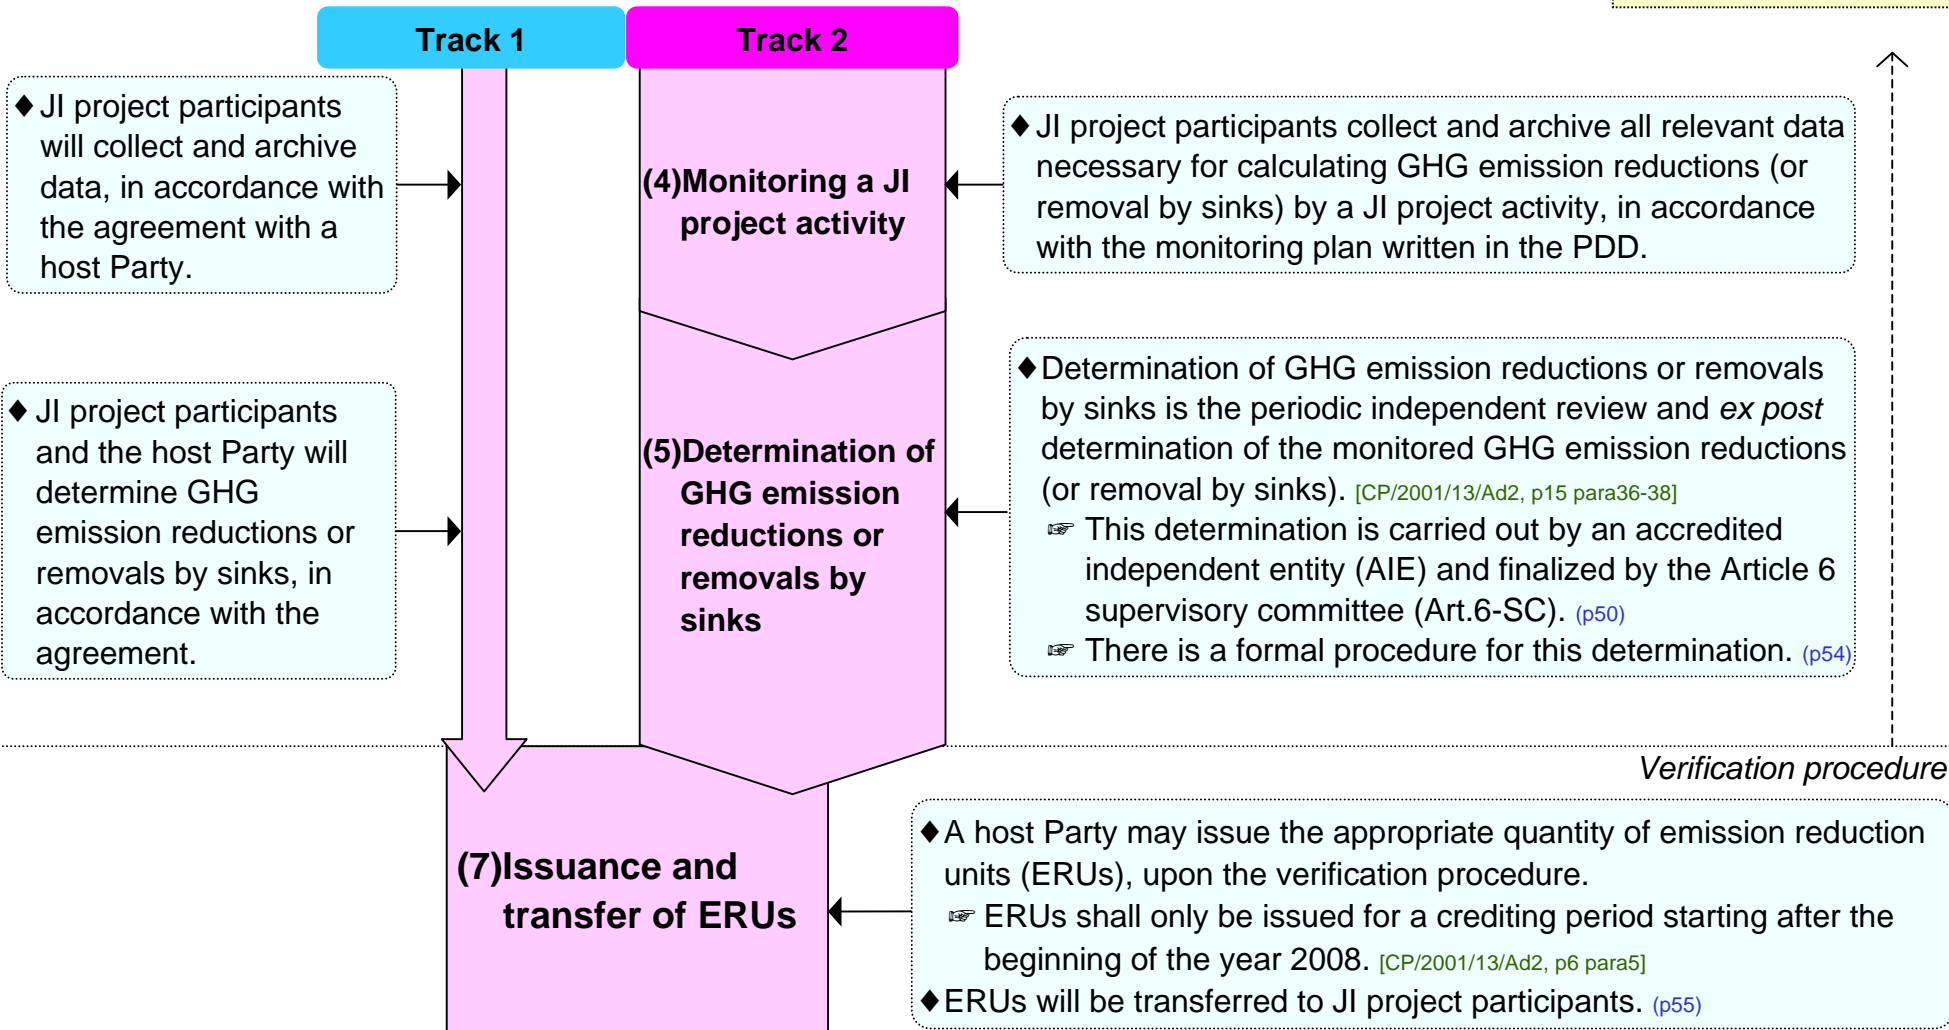 Track 1
Track 2
♦ JI project participants
will collect and archive
data, in accordance with
the agreement with a
host Party.
(4)Monitoring a JI
project activity
♦ JI project participants collect and archive all relevant data
necessary for calculating GHG emission reductions (or
removal by sinks) by a JI project activity, in accordance
with the monitoring plan written in the PDD.
♦ JI project participants
and the host Party will
determine GHG
emission reductions or
removals by sinks, in
accordance with the
agreement.
(5)Determination of
GHG emission
reductions or
removals by
sinks
♦ Determination of GHG emission reductions or removals
by sinks is the periodic independent review and ex post
determination of the monitored GHG emission reductions
(or removal by sinks). [CP/2001/13/Ad2, p15 para36-38]
☞ This determination is carried out by an accredited
independent entity (AIE) and finalized by the Article 6
supervisory committee (Art.6-SC). (p50)
☞ There is a formal procedure for this determination. (p54)
Verification procedure
(7)Issuance and
transfer of ERUs
♦ A host Party may issue the appropriate quantity of emission reduction
units (ERUs), upon the verification procedure.
☞ ERUs shall only be issued for a crediting period starting after the
beginning of the year 2008. [CP/2001/13/Ad2, p6 para5]
♦ ERUs will be transferred to JI project participants. (p55)